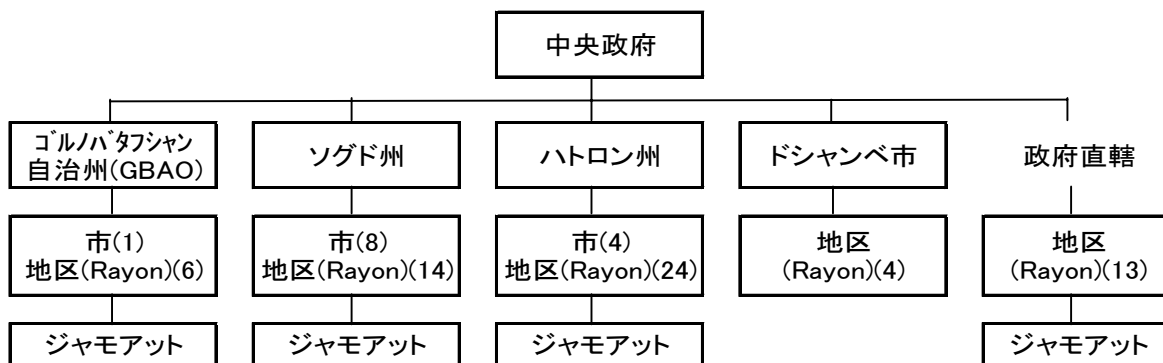 中央政府
ゴルノバタフシャン
自治州(GBAO)
ソグド州
ハトロン州
ドシャンベ市
政府直轄
市(1)
地区(Rayon)(6)
市(8)
地区(Rayon)(14)
市(4)
地区(Rayon)(24)
地区
(Rayon)(4)
地区
(Rayon)(13)
ジャモアット
ジャモアット
ジャモアット
ジャモアット